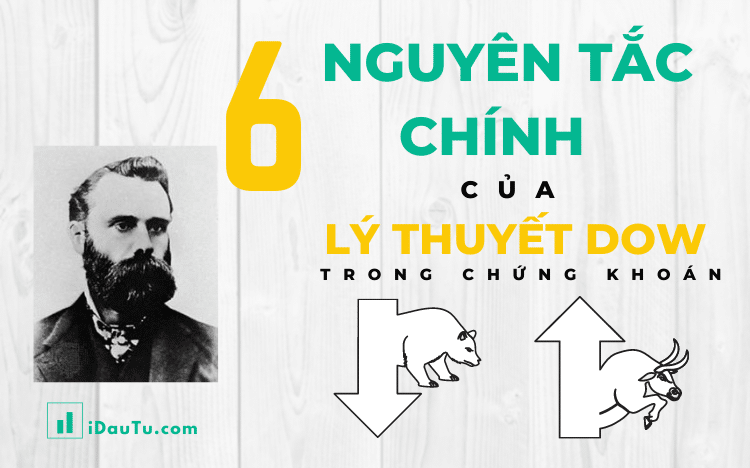 6
NGUYÊN TẮC
CHÍNH
CỦA
LÝ THUYẾT DOW
TRONG CHỨNG KHOÁN
iDauTu.com